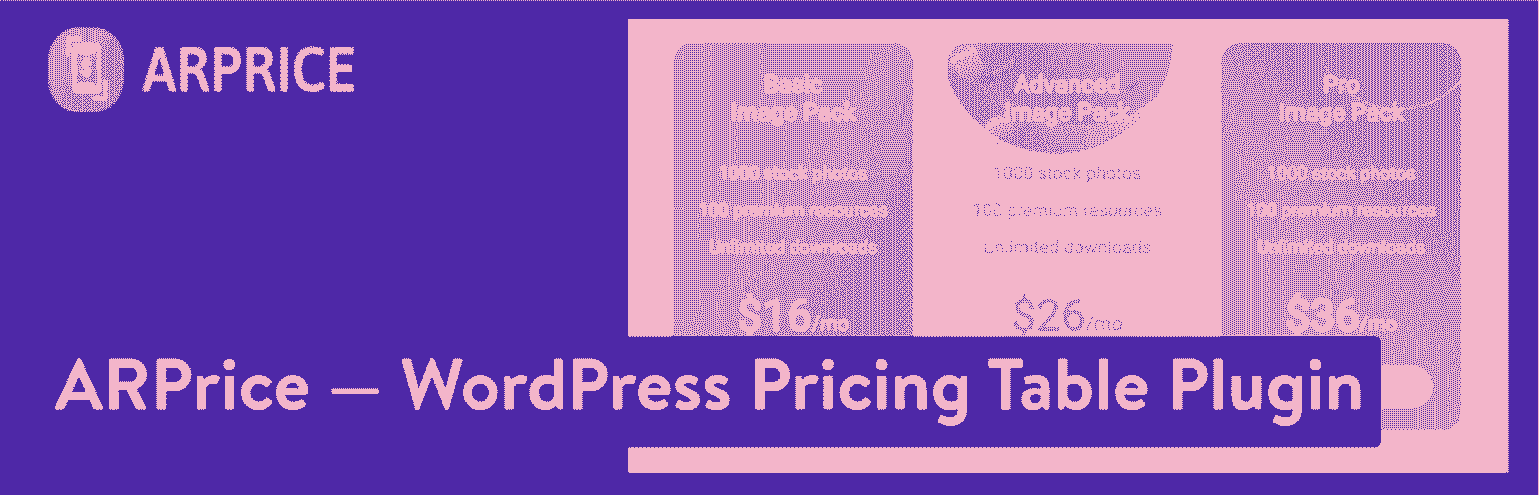 ARPRICE
Basic
Image Pack
1000 stock photos
100 premium resources
Unlimited downloads
$16/mo
Advanced
Image Pack
1000 stock photos
100 premium resources
Unlimited downloads
$26/mo
Pro
Image Pack
1000 stock photos
100 premium resources
Unlimited downloads
$36/mo
ARPrice — WordPress Pricing Table Plugin